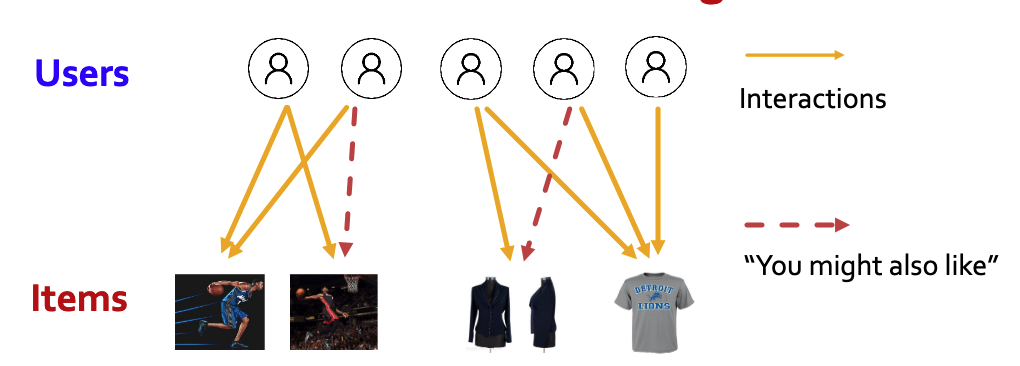 Users
Interactions
“You might also like”
Items
DETROIT
LIONS